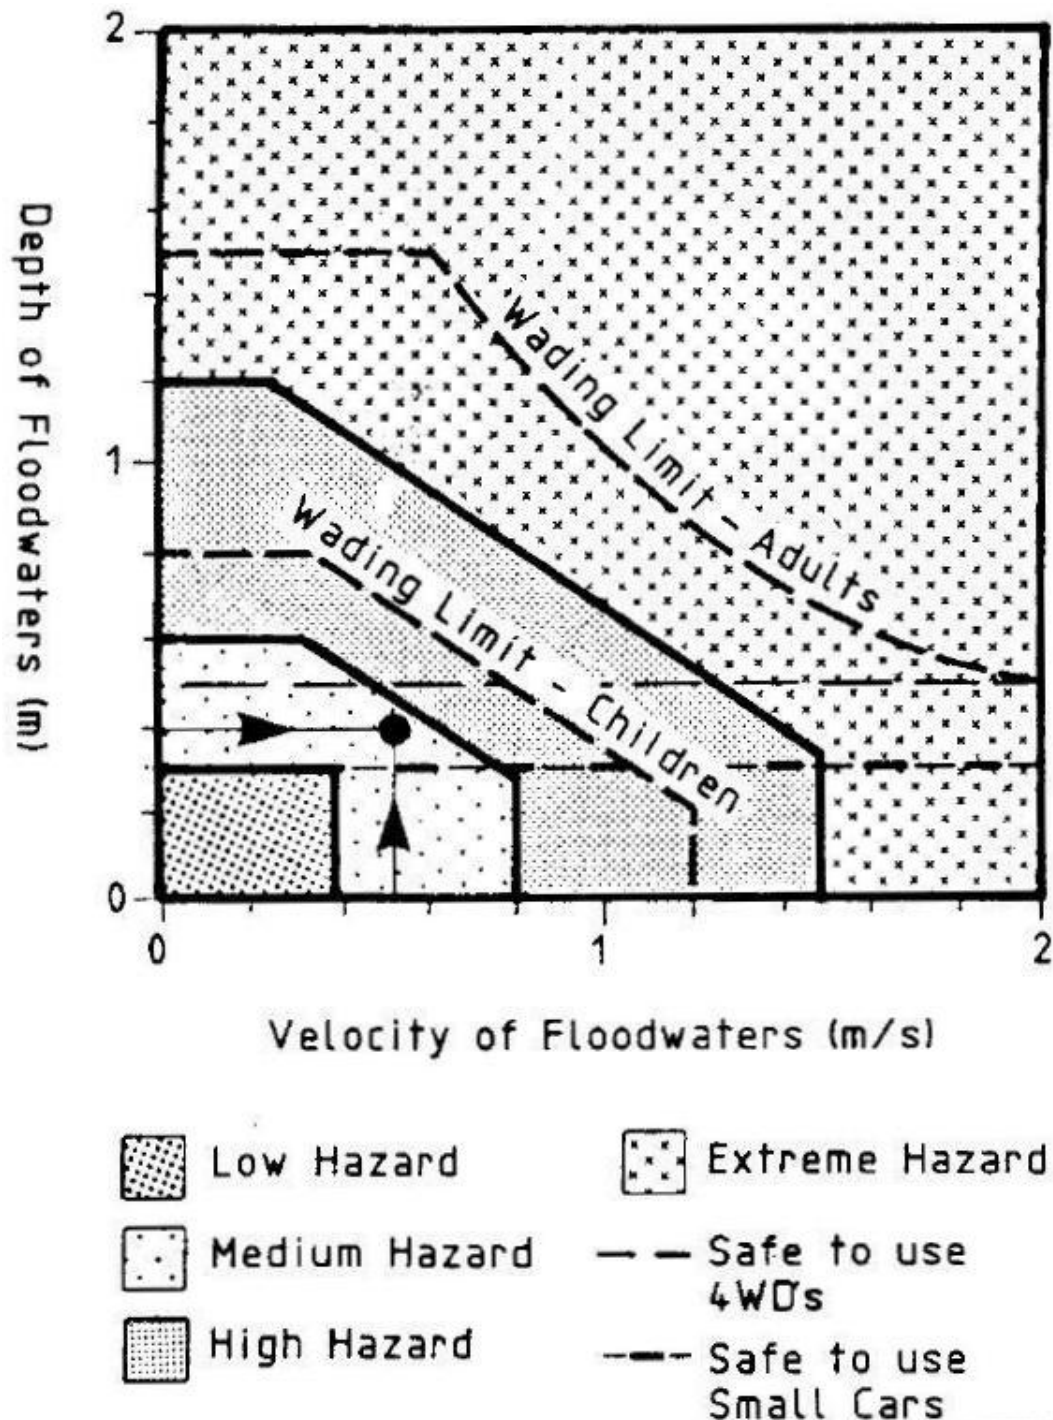 2
Depth of Floodwaters (m)
Wading Limit - Adults
1
Wading Limit - Children
0
0
1
2
Velocity of Floodwaters (m/s)
Low Hazard
Medium Hazard
High Hazard
Extreme Hazard
Safe to use
4WD's
Safe to use
Small Cars